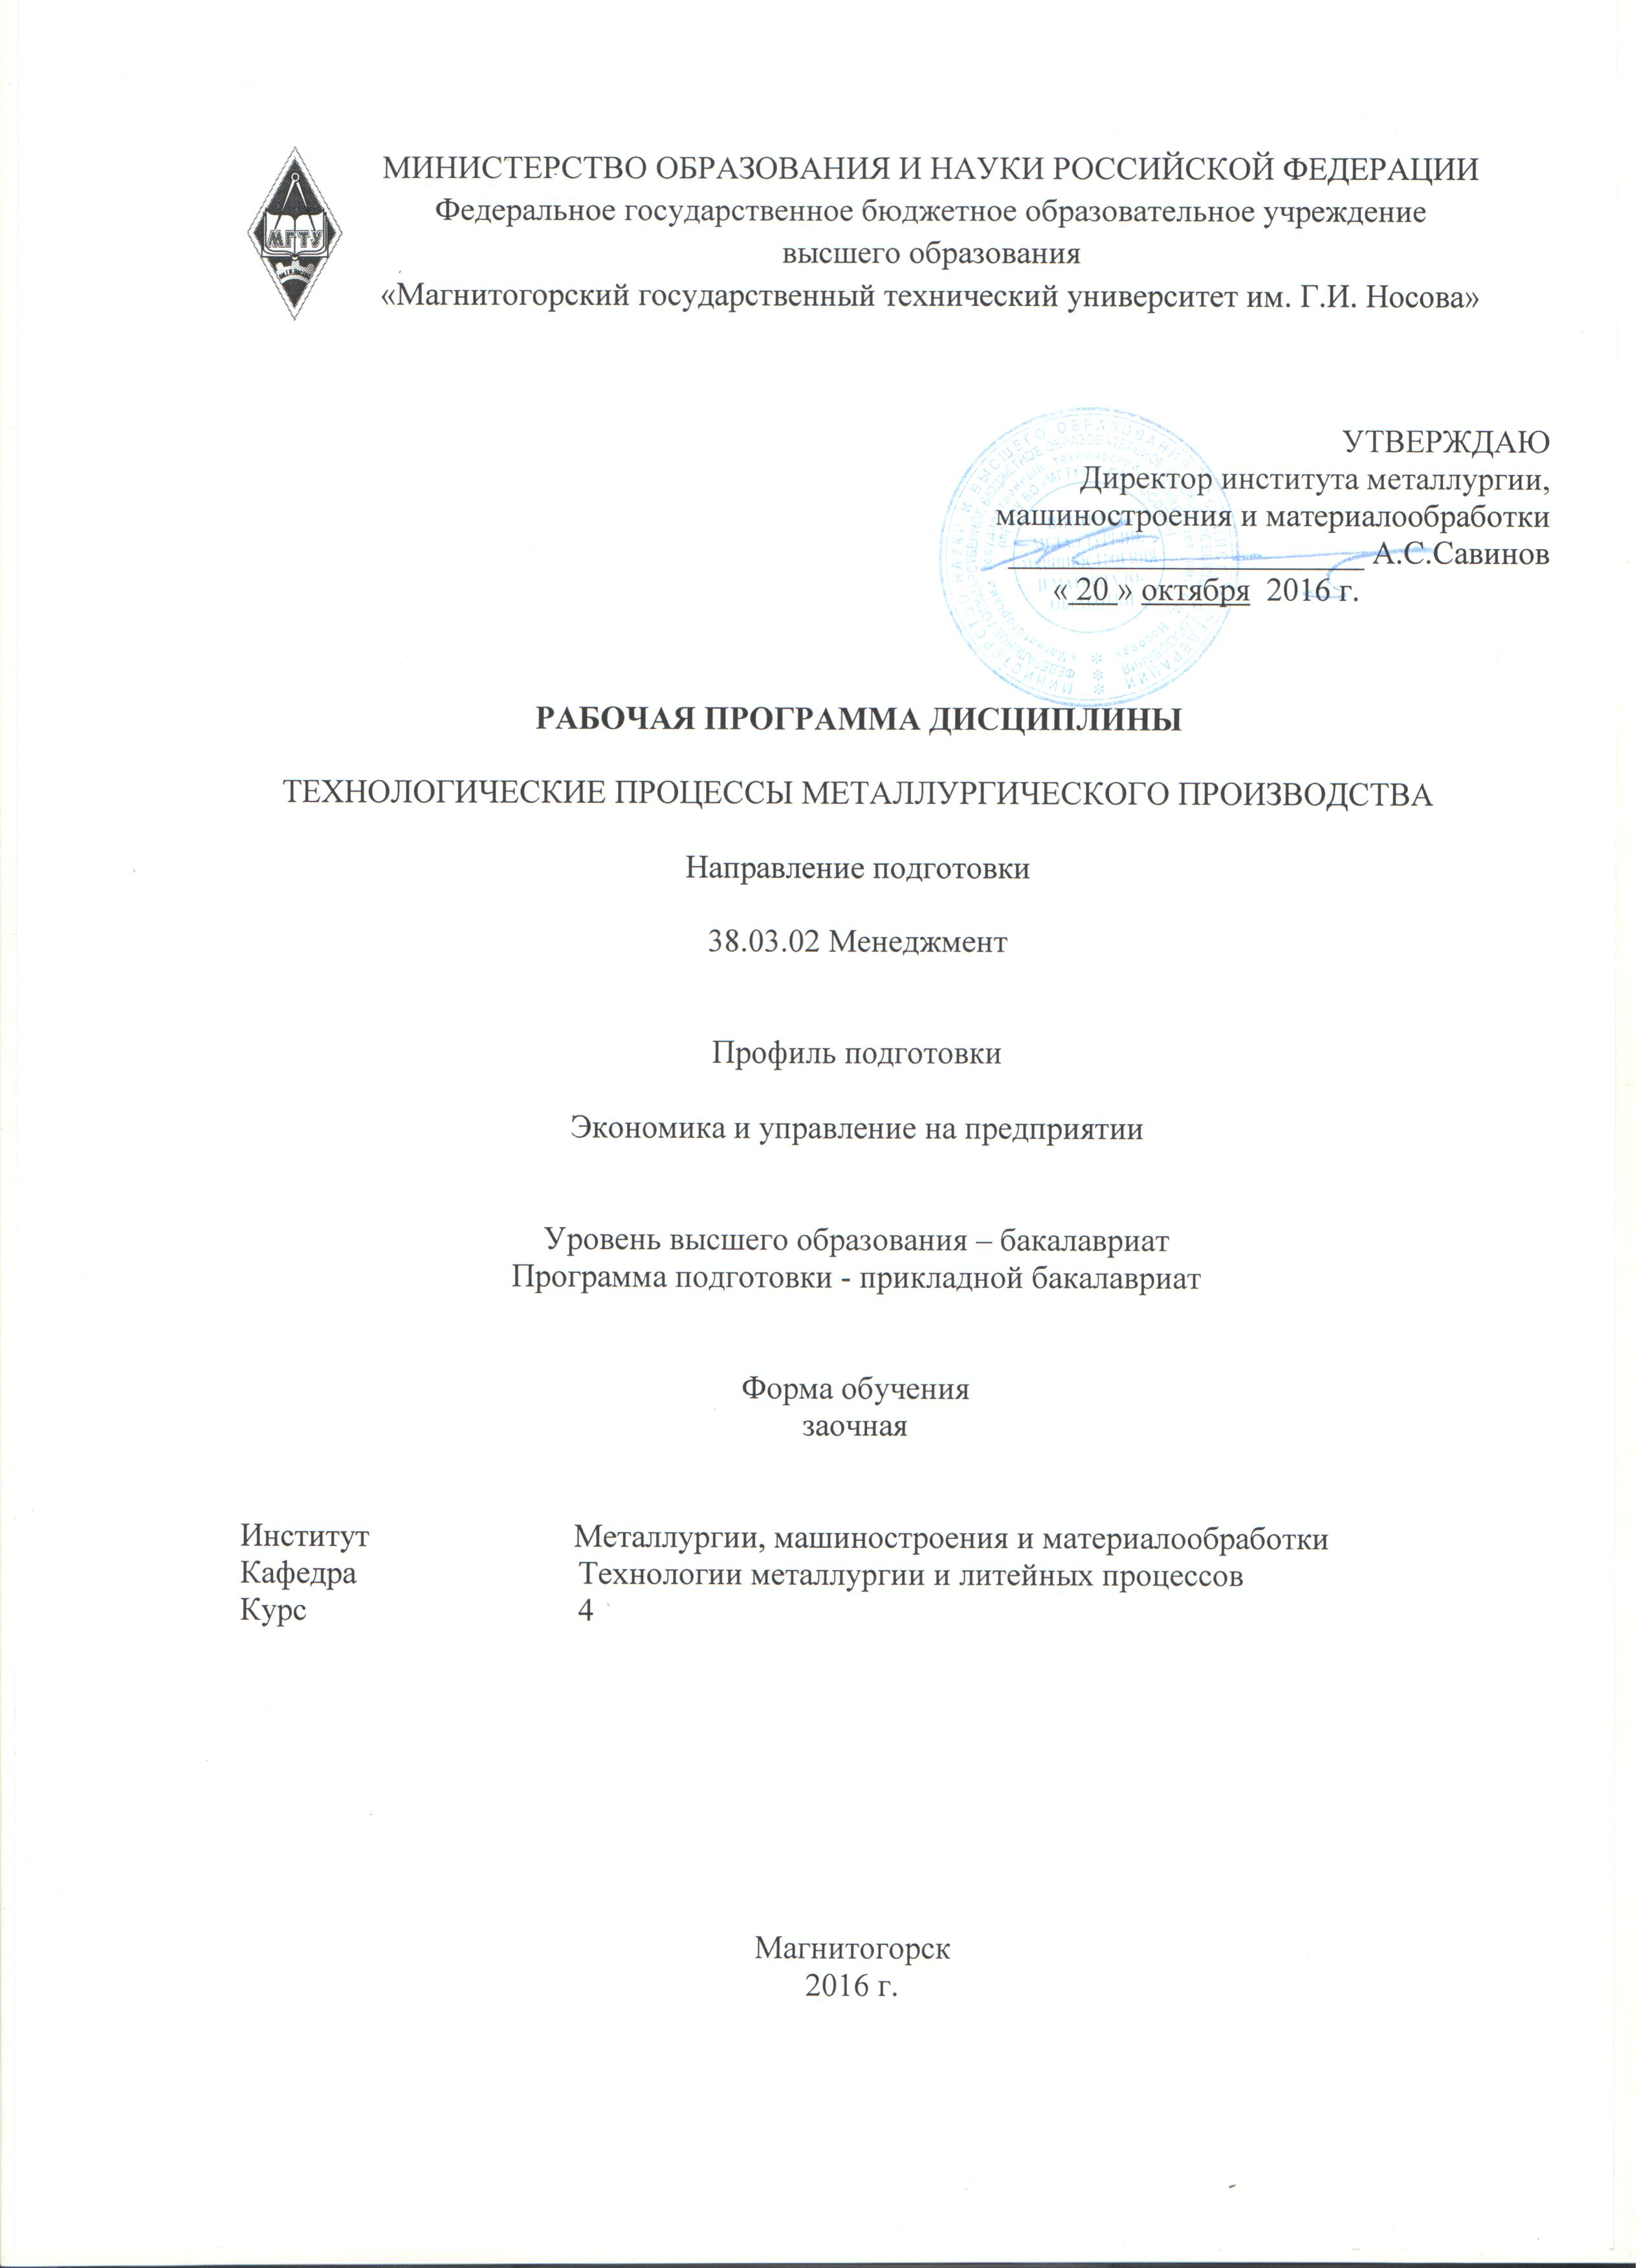 МИНИСТЕРСТВО ОБРАЗОВАНИЯ И НАУКИ РОССИЙСКОЙ ФЕДЕРАЦИИ
Федеральное государственное бюджетное образовательное учреждение
высшего образования
«Магнитогорский государственный технический университет им. Г.И. Носова»
МГТУ
УТВЕРЖДАЮ
Директор института металлургии,
машиностроения и материалообработки
А.С.Савинов
« 20 » октября 2016 г.
РАБОЧАЯ ПРОГРАММА ДИСЦИПЛИНЫ
ТЕХНОЛОГИЧЕСКИЕ ПРОЦЕССЫ МЕТАЛЛУРГИЧЕСКОГО ПРОИЗВОДСТВА
Направление подготовки
38.03.02 Менеджмент
Профиль подготовки
Экономика и управление на предприятии
Уровень высшего образования – бакалавриат
Программа подготовки - прикладной бакалавриат
Форма обучения
заочная
Институт Металлургии, машиностроения и материалообработки
Кафедра Технологии металлургии и литейных процессов
Курс 4
Магнитогорск
2016 г.